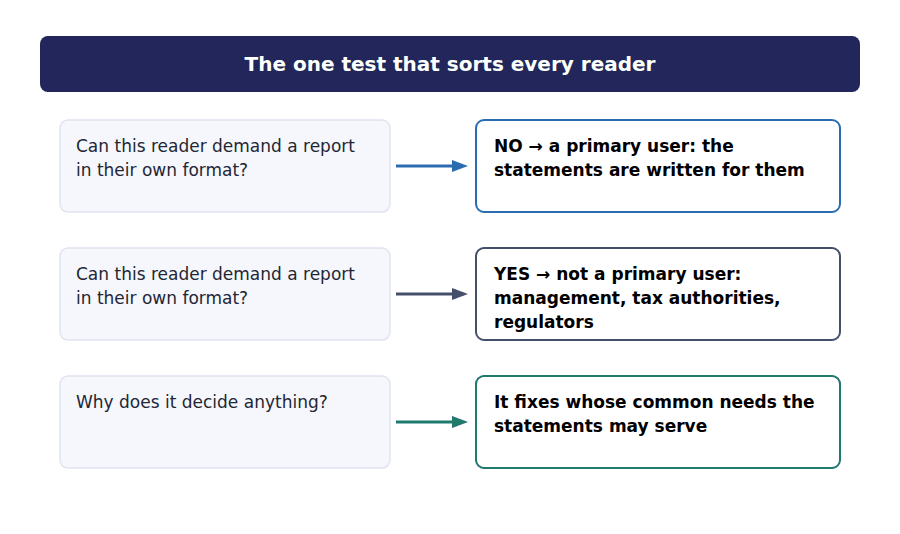 The one test that sorts every reader
Can this reader demand a report
in their own format?
NO → a primary user: the
statements are written for them
Can this reader demand a report
in their own format?
YES → not a primary user:
management, tax authorities,
regulators
Why does it decide anything?
It fixes whose common needs the
statements may serve